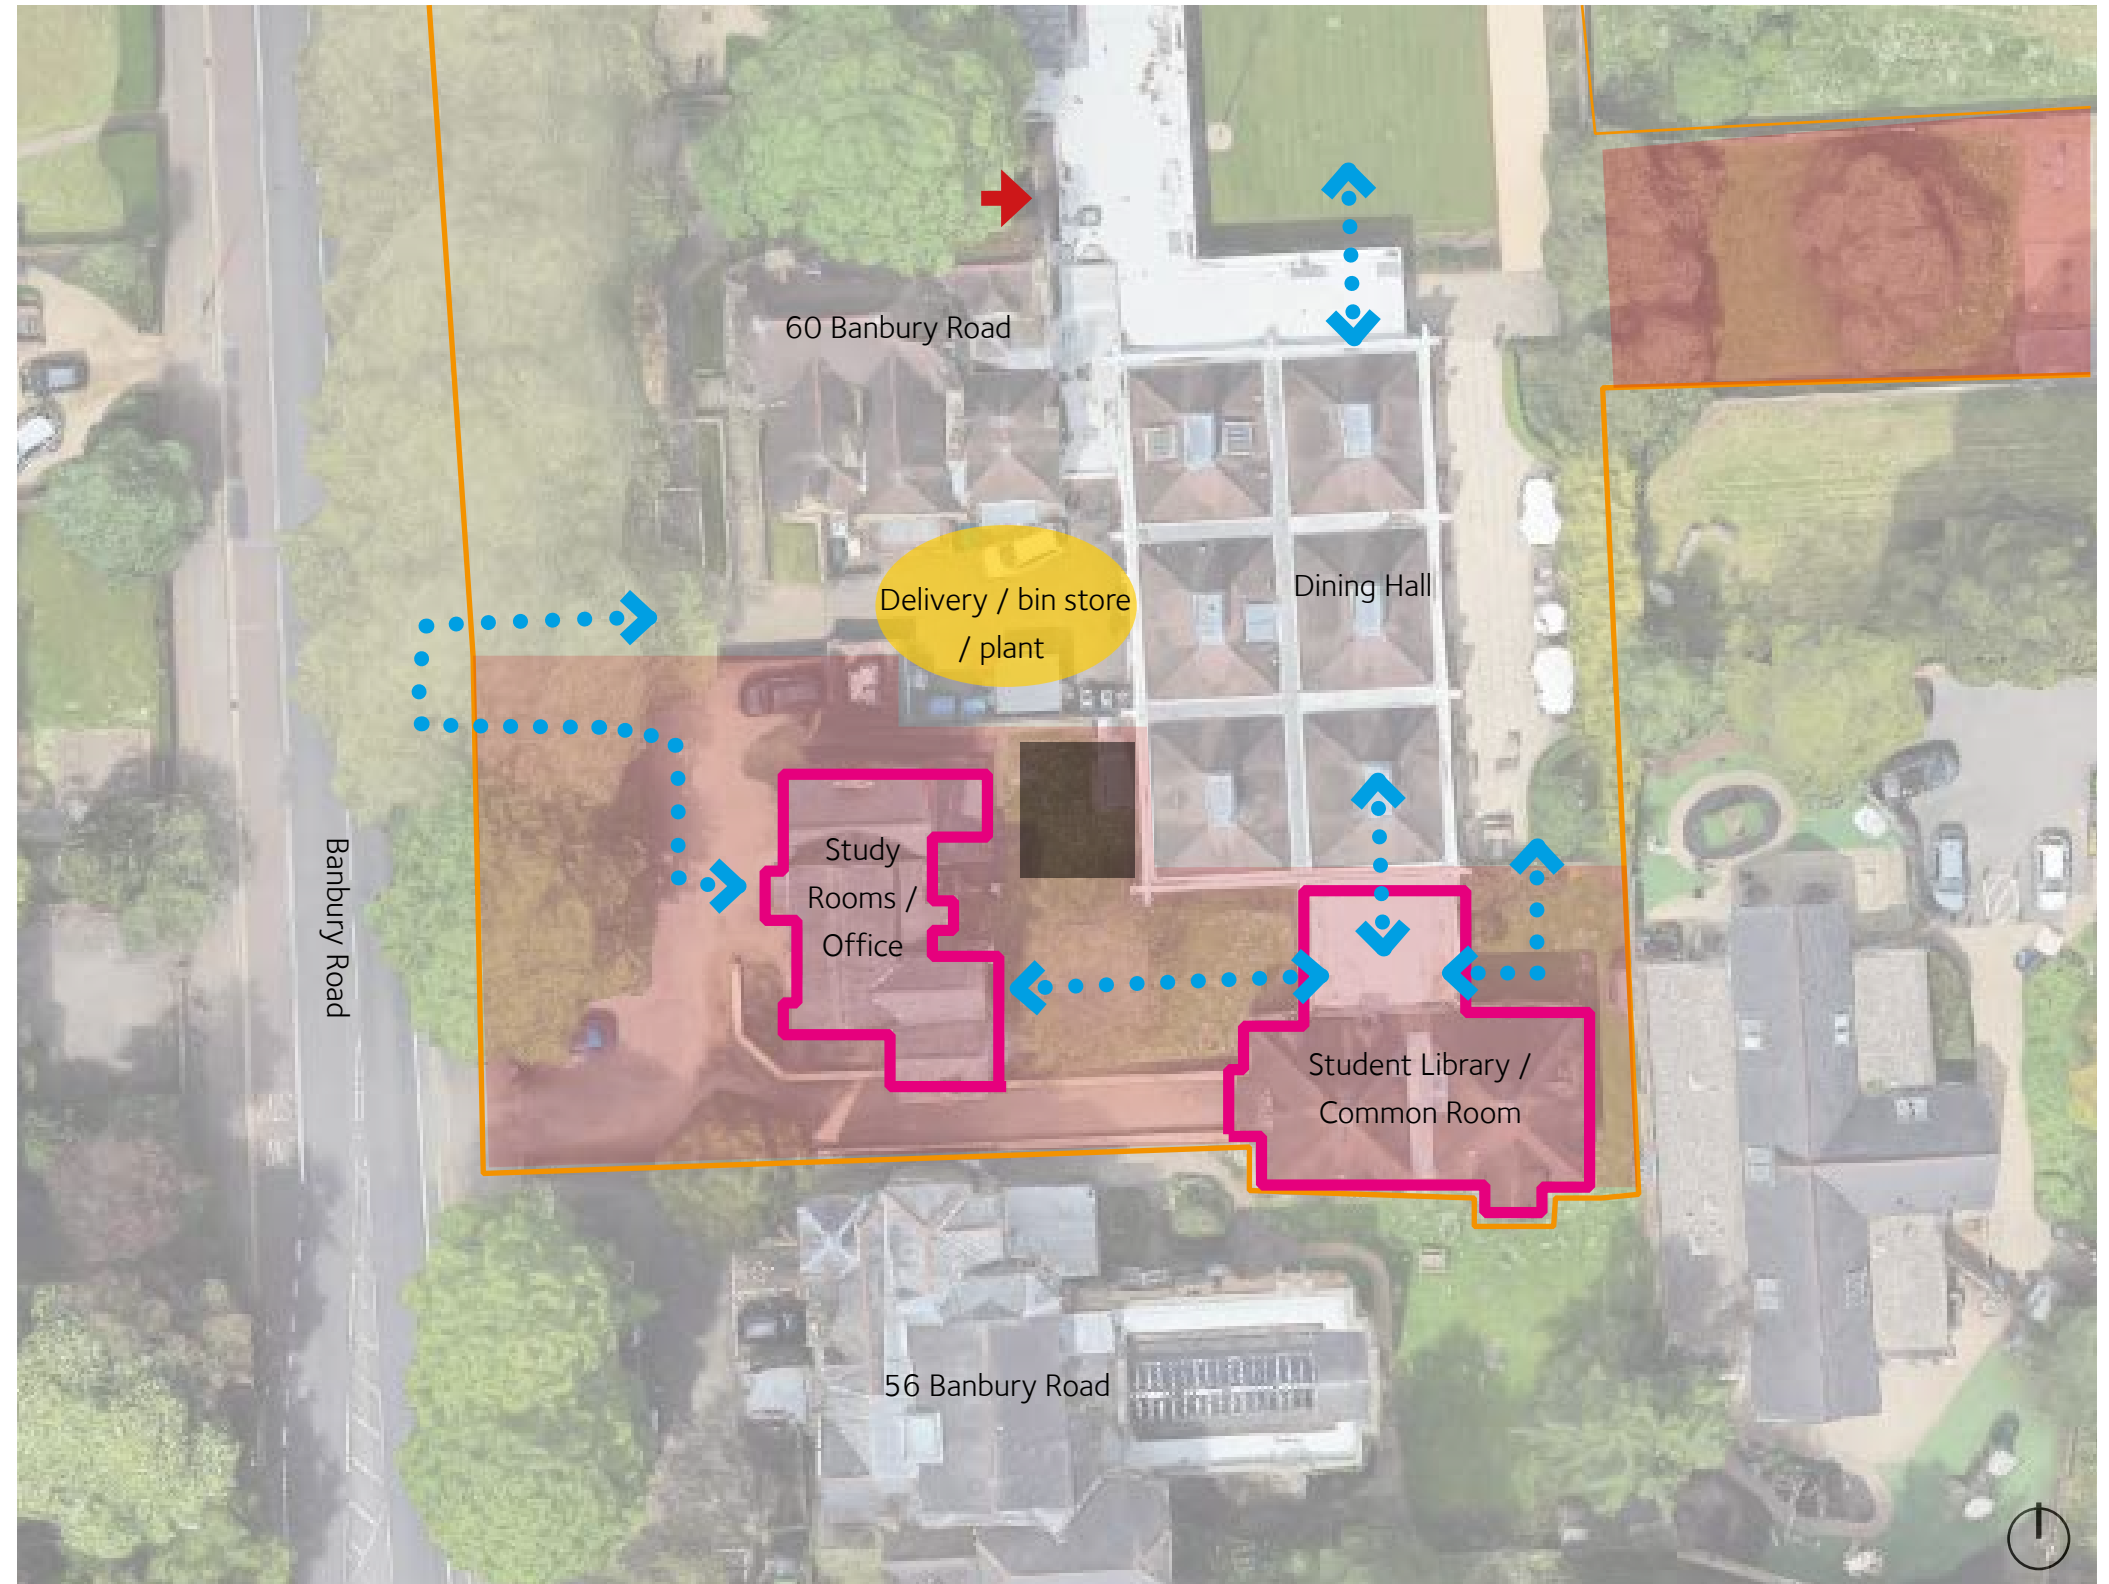 60 Banbury Road
Delivery / bin store
/ plant
Dining Hall
Study
Rooms /
Office
Banbury Road
Student Library /
Common Room
56 Banbury Road